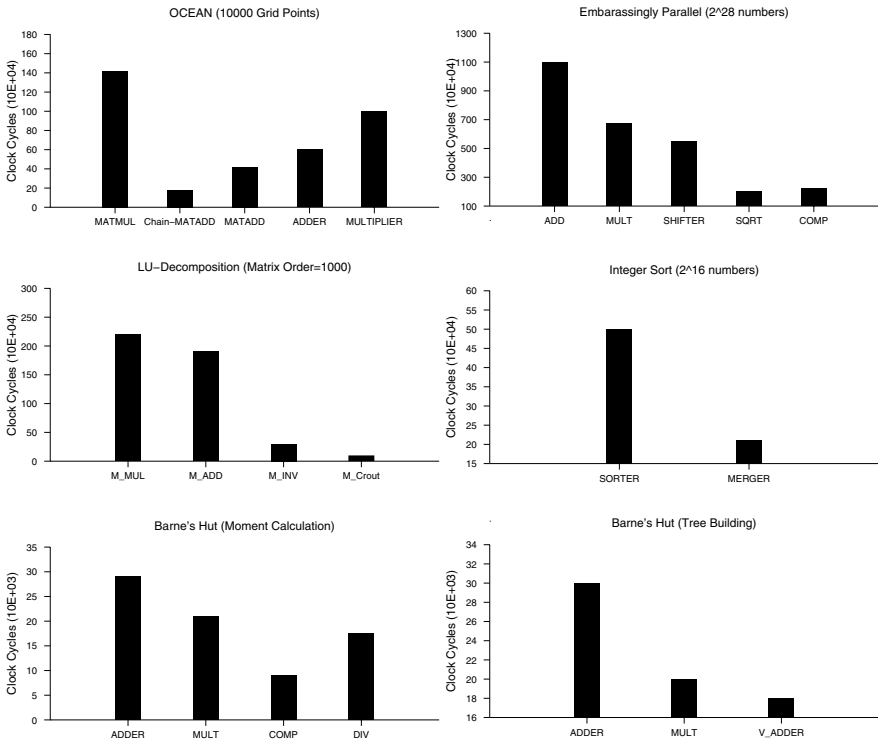 OCEAN (10000 Grid Points)
Clock Cycles (10E+04)
180
160
140
120
100
80
60
40
20
0
MATMUL Chain-MATADD MATADD ADDER MULTIPLIER
Embarassingly Parallel (2^28 numbers)
Clock Cycles (10E+04)
1300
1100
900
700
500
300
100
ADD MULT SHIFTER SQRT COMP
LU-Decomposition (Matrix Order=1000)
Clock Cycles (10E+04)
300
250
200
150
100
50
0
M_MUL M_ADD M_INV M_Crout
Integer Sort (2^16 numbers)
Clock Cycles (10E+04)
60
55
50
45
40
35
30
25
20
15
SORTER MERGER
Barne's Hut (Moment Calculation)
Clock Cycles (10E+03)
35
30
25
20
15
10
5
0
ADDER MULT COMP DIV
Barne's Hut (Tree Building)
Clock Cycles (10E+03)
34
32
30
28
26
24
22
20
18
16
ADDER MULT V_ADDER